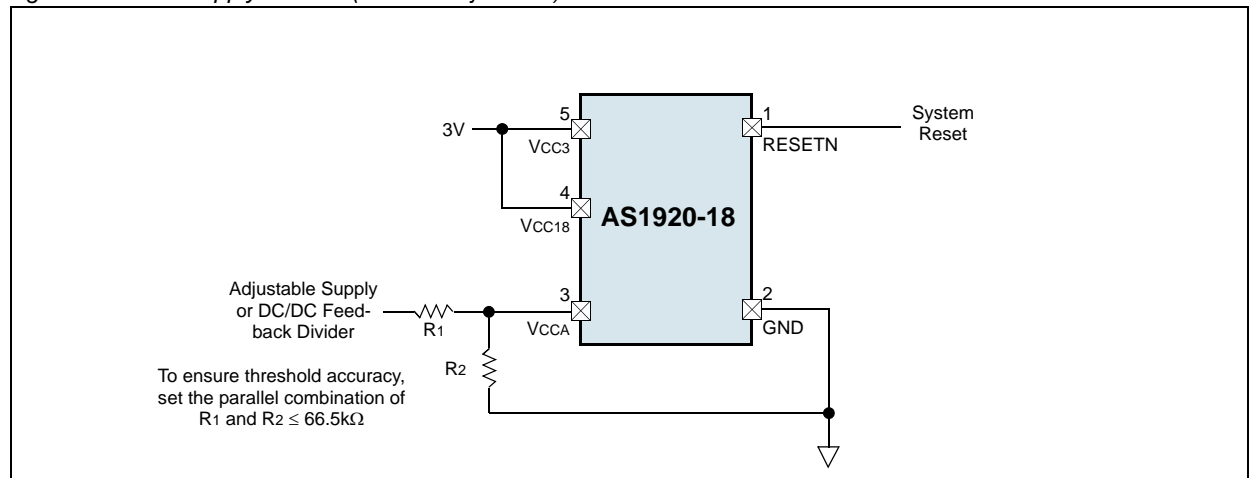 5
1
3V
VCC3
RESETN
System
Reset
4
VCC18
AS1920-18
Adjustable Supply
or DC/DC Feed-
back Divider
R1
3
VCCA
2
GND
R2
To ensure threshold accuracy,
set the parallel combination of
R1 and R2 ≤ 66.5kΩ